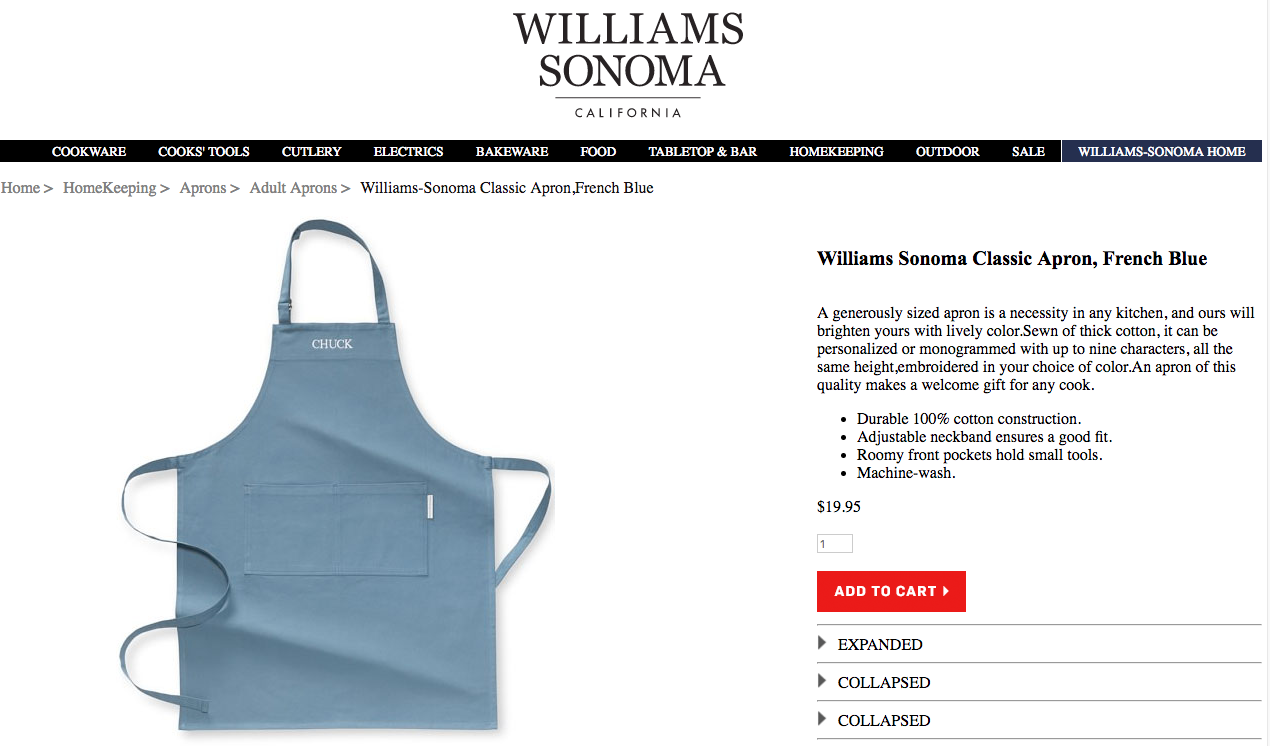 WILLIAMS
SONOMA
CALIFORNIA
COOKWARE COOKS' TOOLS CUTLERY ELECTRICS BAKEWARE FOOD TABLETOP & BAR HOMEKEEPING OUTDOOR SALE WILLIAMS-SONOMA HOME
Home > HomeKeeping > Aprons > Adult Aprons > Williams-Sonoma Classic Apron,French Blue
CHUCK
Williams Sonoma Classic Apron, French Blue
A generously sized apron is a necessity in any kitchen, and ours will
brighten yours with lively color.Sewn of thick cotton, it can be
personalized or monogrammed with up to nine characters, all the
same height,embroidered in your choice of color.An apron of this
quality makes a welcome gift for any cook.
• Durable 100% cotton construction.
• Adjustable neckband ensures a good fit.
• Roomy front pockets hold small tools.
• Machine-wash.
$19.95
1
ADD TO CART
EXPANDED
COLLAPSED
COLLAPSED